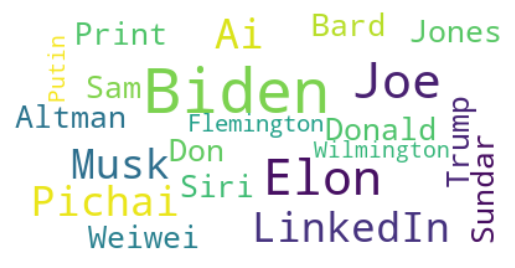 Print Ai Bard Jones
Putin
Sam Biden Joe
Altman Flemington Donald
Musk Don Wilmington Trump
Pichai Siri Elon Sundar
Weiwei LinkedIn